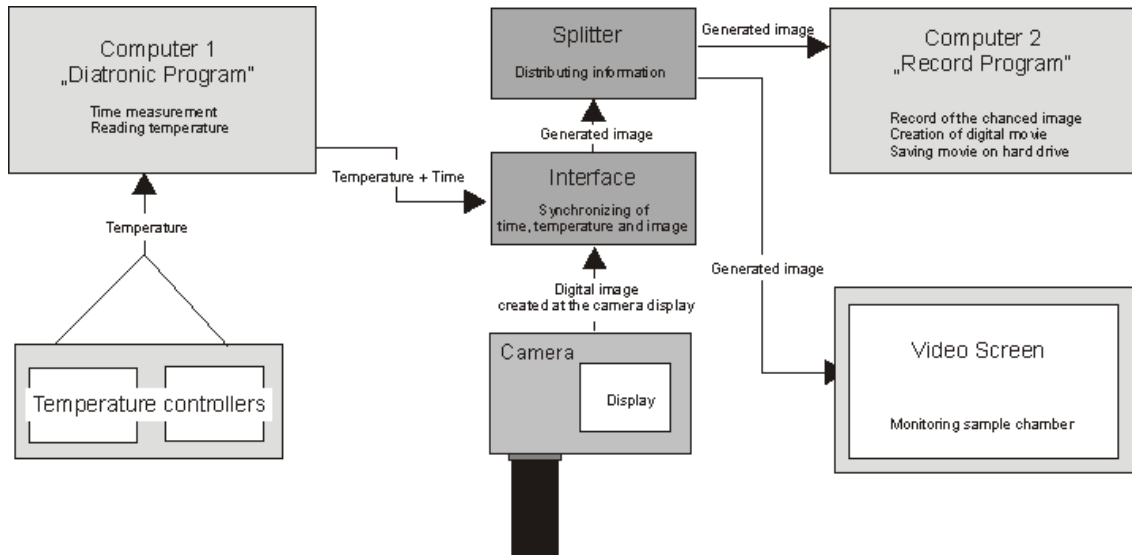 Computer 1
„Diatronic Program"
Time measurement
Reading temperature
Splitter
Distributing information
Generated image
Computer 2
„Record Program"
Record of the chanced image
Creation of digital movie
Saving movie on hard drive
Generated image
Temperature + Time
Interface
Synchronizing of
time, temperature and image
Temperature
Generated image
Digital image
created at the camera display
Temperature controllers
Camera
Display
Video Screen
Monitoring sample chamber